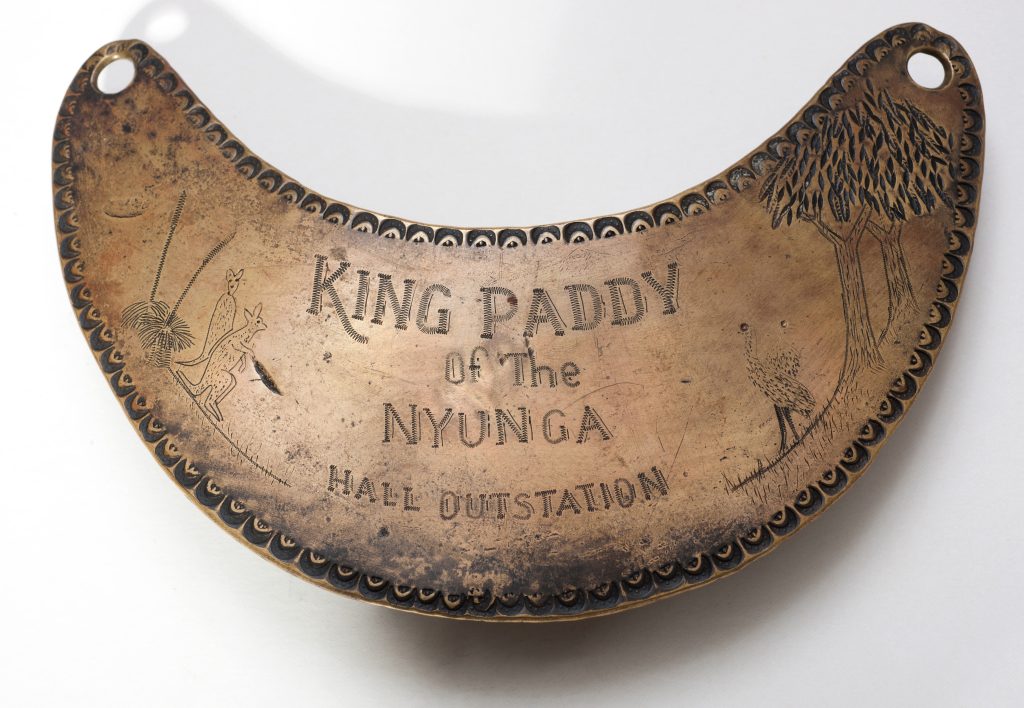 KING PADDY
Of The
NYUNGA
HALL OUTSTATION